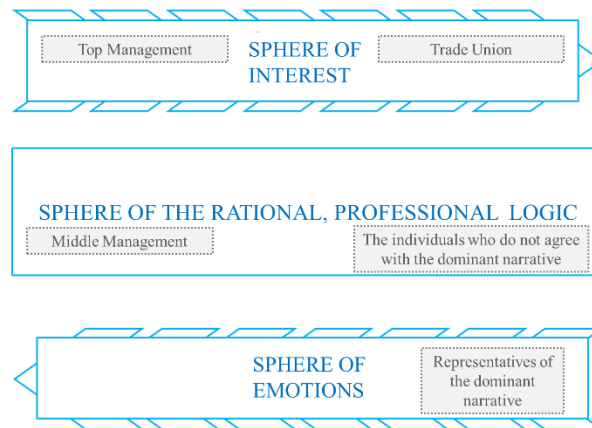 Top Management
SPHERE OF
INTEREST
Trade Union
SPHERE OF THE RATIONAL, PROFESSIONAL LOGIC
Middle Management
The individuals who do not agree
with the dominant narrative
SPHERE OF
EMOTIONS
Representatives of
the dominant
narrative